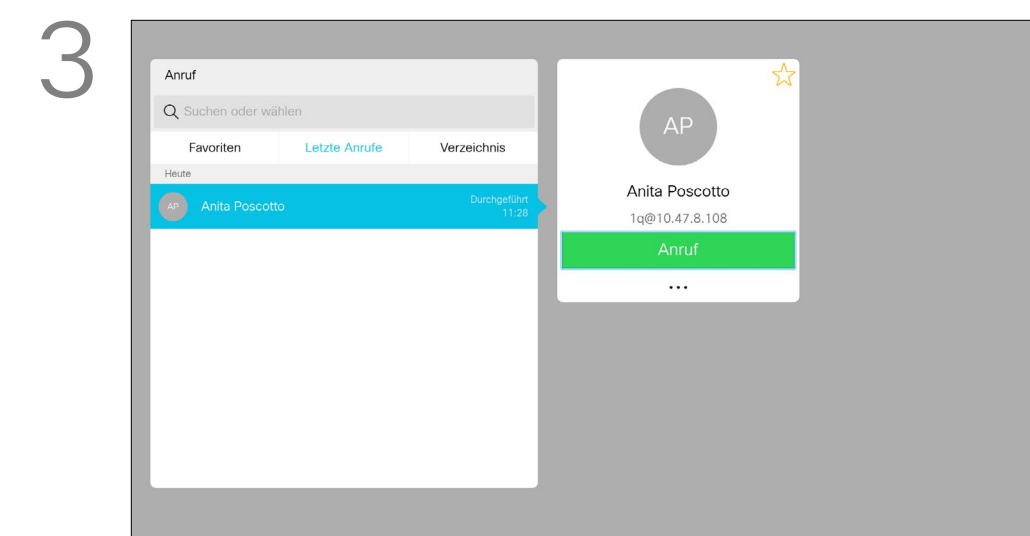 3
Anruf
Suchen oder wählen
Favoriten Letzte Anrufe Verzeichnis
Heute
AP Anita Poscotto Durchgeführt
11:28
AP
Anita Poscotto
1q@10.47.8.108
Anruf
...